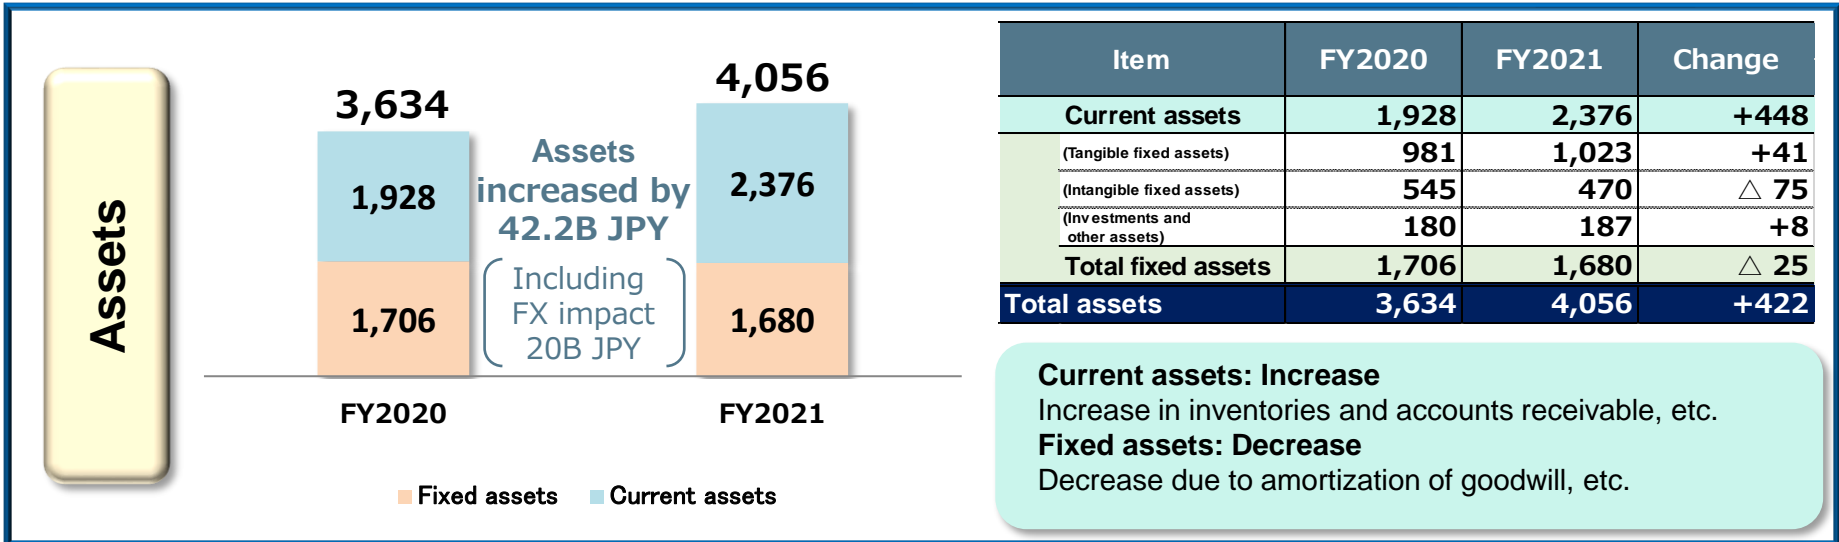 Assets
3,634
4,056
1,928
2,376
1,706
1,680
Assets
increased by
42.2B JPY
Including
FX impact
20B JPY
FY2020
FY2021
Fixed assets
Current assets
Item FY2020 FY2021 Change
Current assets 1,928 2,376 +448
(Tangible fixed assets) 981 1,023 +41
(Intangible fixed assets) 545 470 △ 75
(Investments and
other assets) 180 187 +8
Total fixed assets 1,706 1,680 △ 25
Total assets 3,634 4,056 +422
Current assets: Increase
Increase in inventories and accounts receivable, etc.
Fixed assets: Decrease
Decrease due to amortization of goodwill, etc.